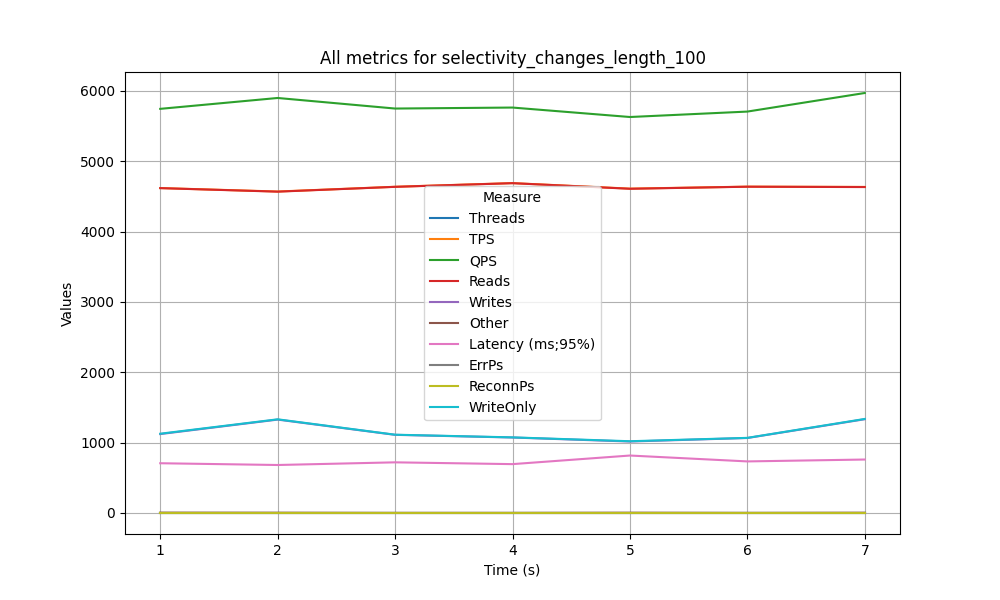 All metrics for selectivity_changes_length_100
6000
5000
4000
3000
2000
1000
0
Values
Measure
Threads
TPS
QPS
Reads
Writes
Other
Latency (ms;95%)
ErrPs
ReconnPs
WriteOnly
1 2 3 4 5 6 7
Time (s)